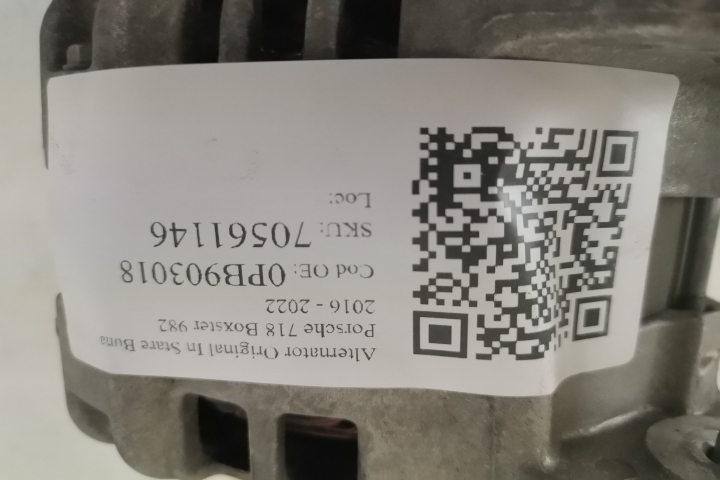 Alternator Original In Stare Buna
Porsche 718 Boxster 982
2016 - 2022
Cod OE: 0PB903018
SKU: 70561146
Loc: